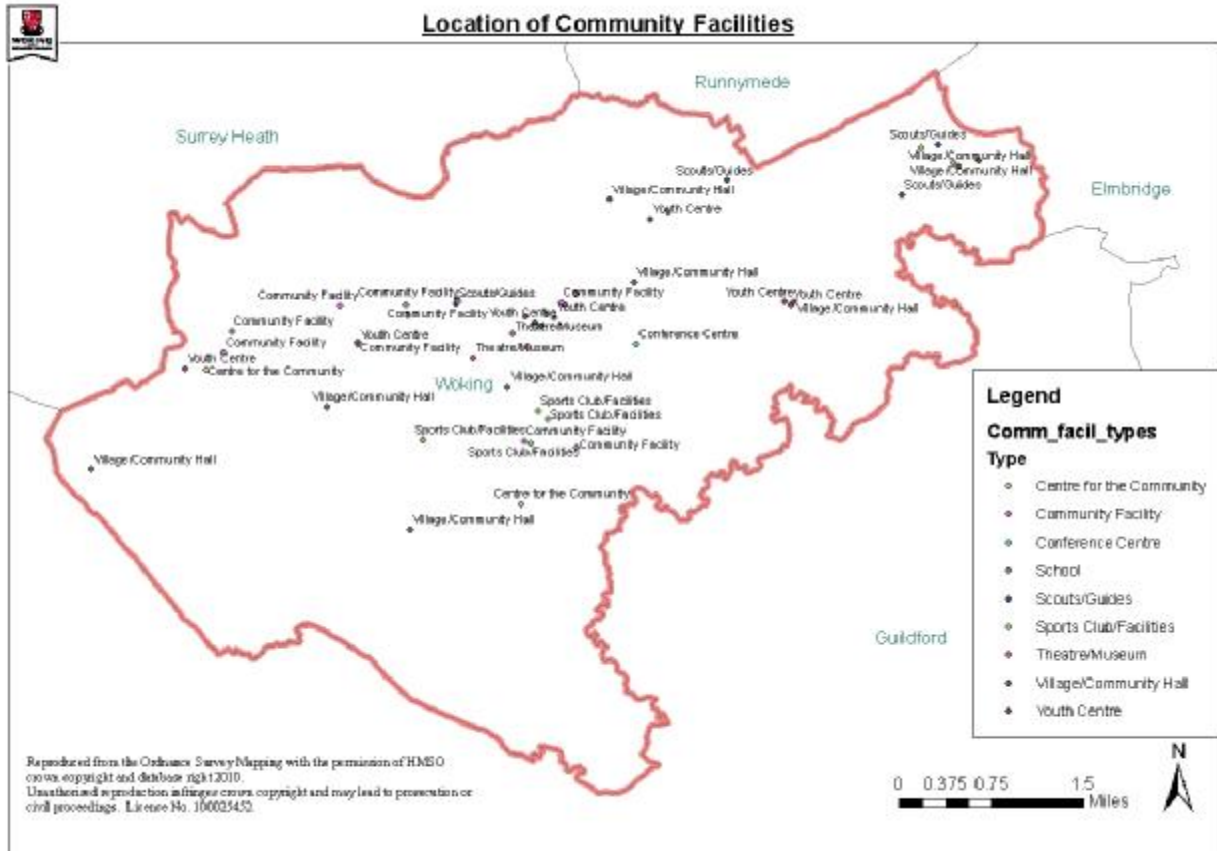 Location of Community Facilities
WOKING
Runnymede
Surrey Heath
Elmbridge
Scouts/Guides
Village/Community Hall
Village/Community Hall
Scouts/Guides
Scouts/Guides
Village/Community Hall
Youth Centre
Village/Community Hall
Community Facility
Community Facility
Scouts/Guides
Community Facility
Youth Centre
Youth Centre
Village/Community Hall
Community Facility
Youth Centre
Youth Centre
Community Facility
Youth Centre
Theatre/Museum
Conference Centre
Community Facility
Community Facility
Theatre/Museum
Youth Centre
Centre for the Community
Woking
Village/Community Hall
Village/Community Hall
Sports Club/Facilities
Sports Club/Facilities
Sports Club/Facilities
Community Facility
Sports Club/Facilities
Community Facility
Village/Community Hall
Centre for the Community
Village/Community Hall
Guildford
Legend
Comm_facil_types
Type
Centre for the Community
Community Facility
Conference Centre
School
Scouts/Guides
Sports Club/Facilities
Theatre/Museum
Village/Community Hall
Youth Centre
Reproduced from the Ordnance Survey Mapping with the permission of HMSO
crown copyright and database right 2010.
Unauthorised reproduction infringes crown copyright and may lead to prosecution or
civil proceedings. Licence No. 100025452.
N
0 0.375 0.75 1.5
Miles